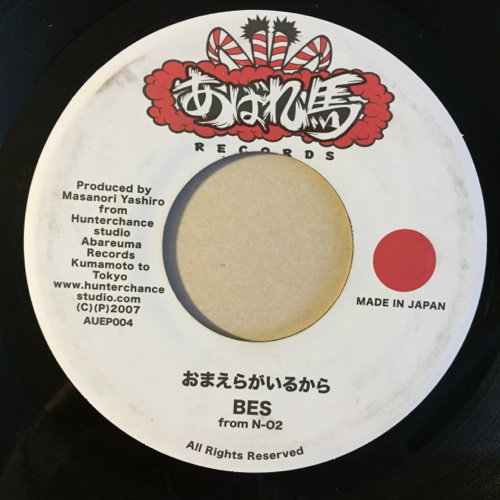 あばれ馬
RECORDS
Produced by
Masanori Yashiro
from
Hunterchance
studio
Abareuma
Records
Kumamoto to
Tokyo
www.hunterchance
studio.com
(C)(P)2007
AUEP004
MADE IN JAPAN
おまえらがいるから
BES
from N-02
All Rights Reserved